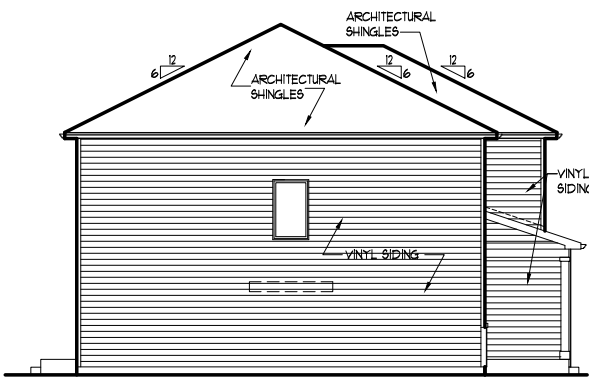 ARCHITECTURAL
SHINGLES
12
6
12
6
12
6
ARCHITECTURAL
SHINGLES
VINYL
SIDING
VINYL SIDING